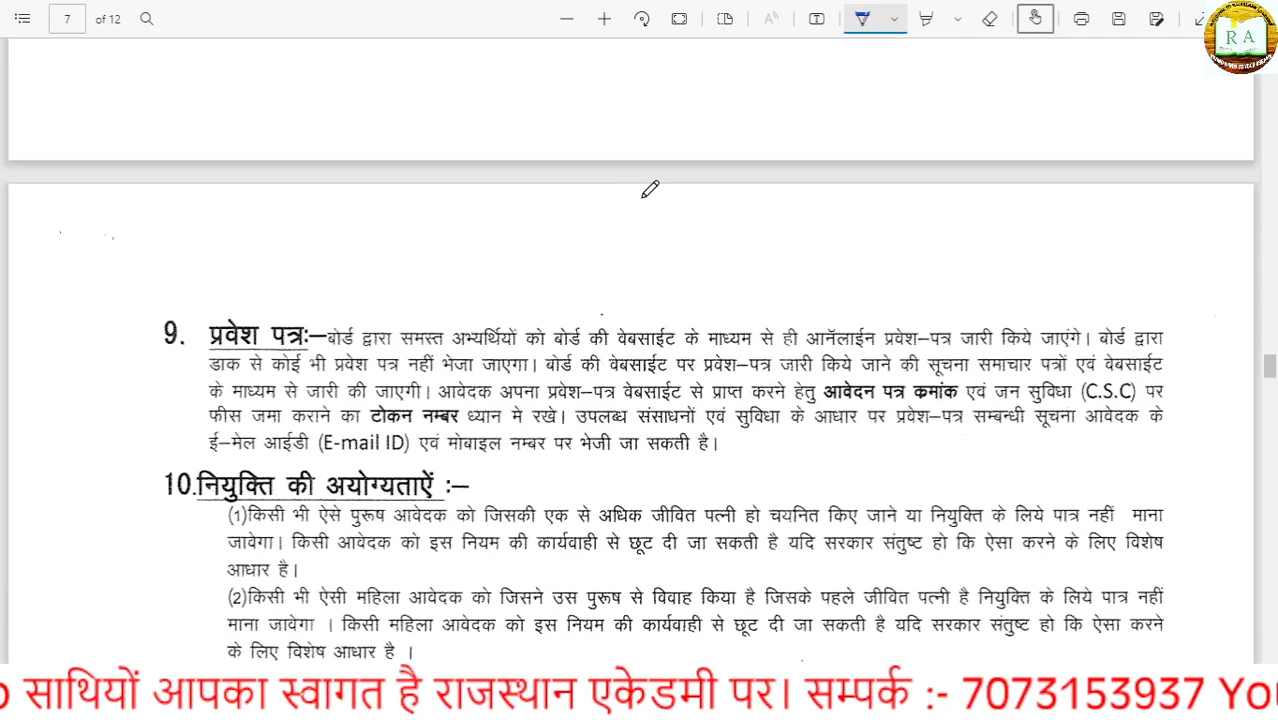 7 of 12
R A
9. प्रवेश पत्रः–बोर्ड द्वारा समस्त अभ्यर्थियों को बोर्ड की वेबसाईट के माध्यम से ही आनॅलाईन प्रवेश–पत्र जारी किये जाएंगे। बोर्ड द्वारा
डाक से कोई भी प्रवेश पत्र नहीं भेजा जाएगा। बोर्ड की वेबसाईट पर प्रवेश–पत्र जारी किये जाने की सूचना समाचार पत्रों एवं वेबसाईट
के माध्यम से जारी की जाएगी। आवेदक अपना प्रवेश–पत्र वेबसाईट से प्राप्त करने हेतु आवेदन पत्र कमांक एवं जन सुविधा (C.S.C) पर
फीस जमा कराने का टोकन नम्बर ध्यान मे रखे। उपलब्ध संसाधनों एवं सुविधा के आधार पर प्रवेश–पत्र सम्बन्धी सूचना आवेदक के
ई–मेल आईडी (E-mail ID) एवं मोबाइल नम्बर पर भेजी जा सकती है।
10.नियुक्ति की अयोग्यताऐं :–
(1)किसी भी ऐसे पुरूष आवेदक को जिसकी एक से अधिक जीवित पत्नी हो चयनित किए जाने या नियुक्ति के लिये पात्र नहीं माना
जावेगा। किसी आवेदक को इस नियम की कार्यवाही से छूट दी जा सकती है यदि सरकार संतुष्ट हो कि ऐसा करने के लिए विशेष
आधार है।
(2)किसी भी ऐसी महिला आवेदक को जिसने उस पुरूष से विवाह किया है जिसके पहले जीवित पत्नी है नियुक्ति के लिये पात्र नहीं
माना जावेगा । किसी महिला आवेदक को इस नियम की कार्यवाही से छूट दी जा सकती है यदि सरकार संतुष्ट हो कि ऐसा करने
के लिए विशेष आधार है ।
o साथियों आपका स्वागत है राजस्थान एकेडमी पर। सम्पर्क :- 7073153937 You